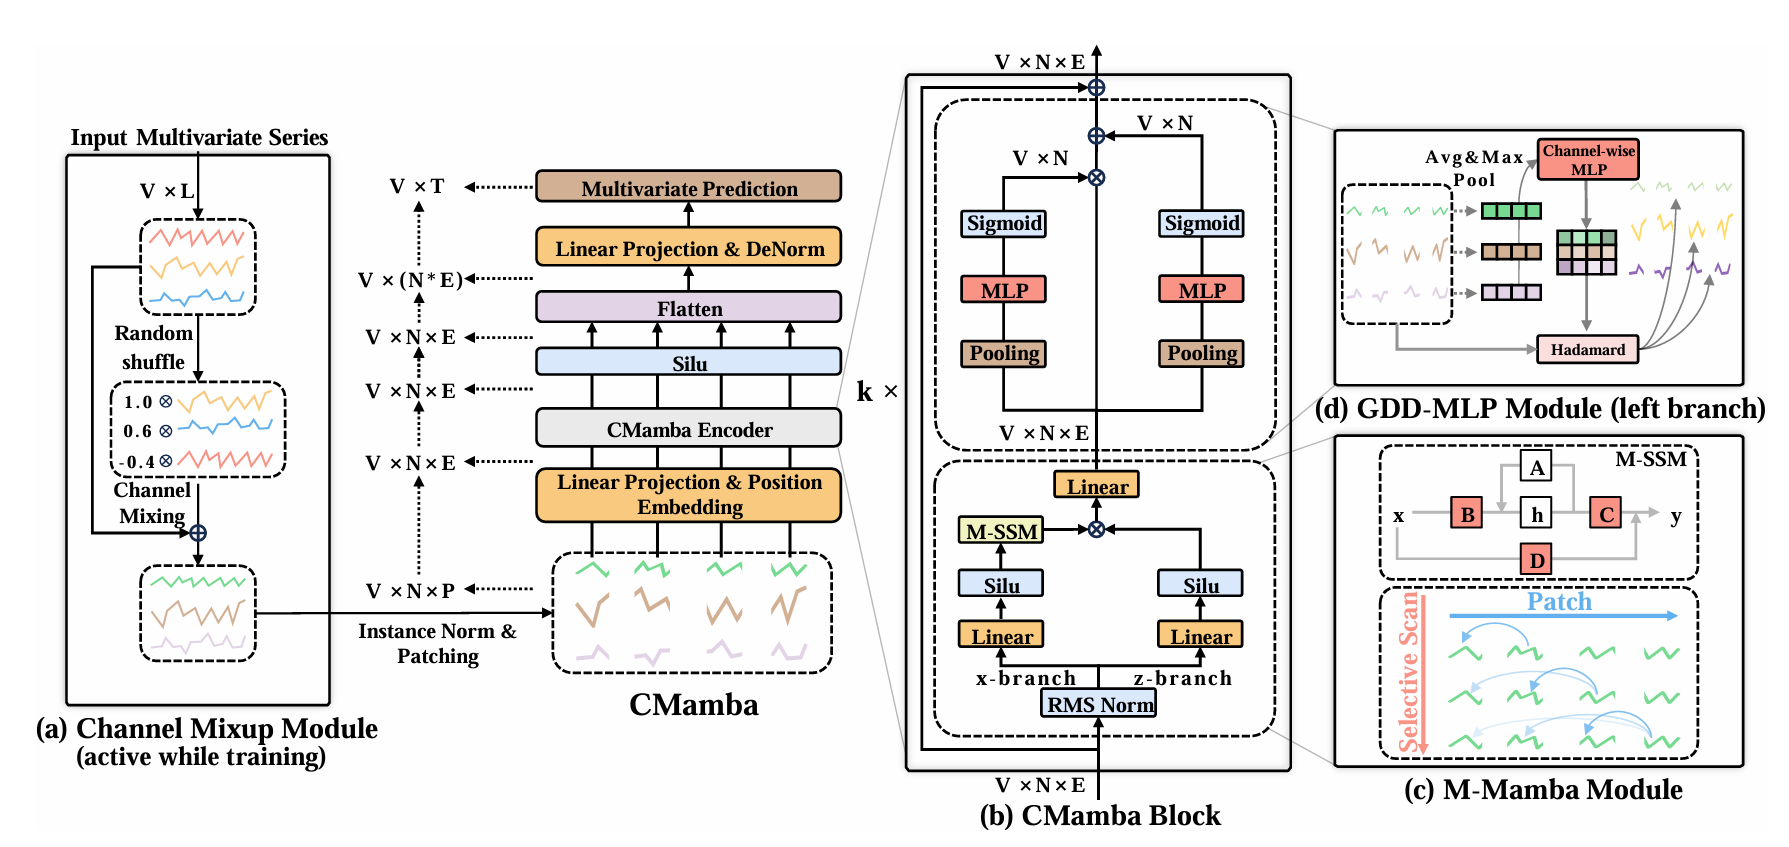 Input Multivariate Series
V × L
Random
shuffle
1.0 ⊗
0.6 ⊗
-0.4 ⊗
Channel
Mixing
(a) Channel Mixup Module
(active while training)
V × T
V × (N * E)
V × N × E
V × N × E
V × N × E
V × N × P
Instance Norm &
Patching
Multivariate Prediction
Linear Projection & DeNorm
Flatten
Silu
CMamba Encoder
Linear Projection & Position
Embedding
CMamba
k ×
V × N × E
V × N
V × N
Sigmoid
Sigmoid
MLP
MLP
Pooling
Pooling
V × N × E
Linear
M-SSM
Silu
Silu
Linear
Linear
x-branch
z-branch
RMS Norm
V × N × E
(b) CMamba Block
Avg&Max
Pool
Channel-wise
MLP
Hadamard
(d) GDD-MLP Module (left branch)
M-SSM
A
x
B
h
C
y
D
Patch
Selective Scan
(c) M-Mamba Module